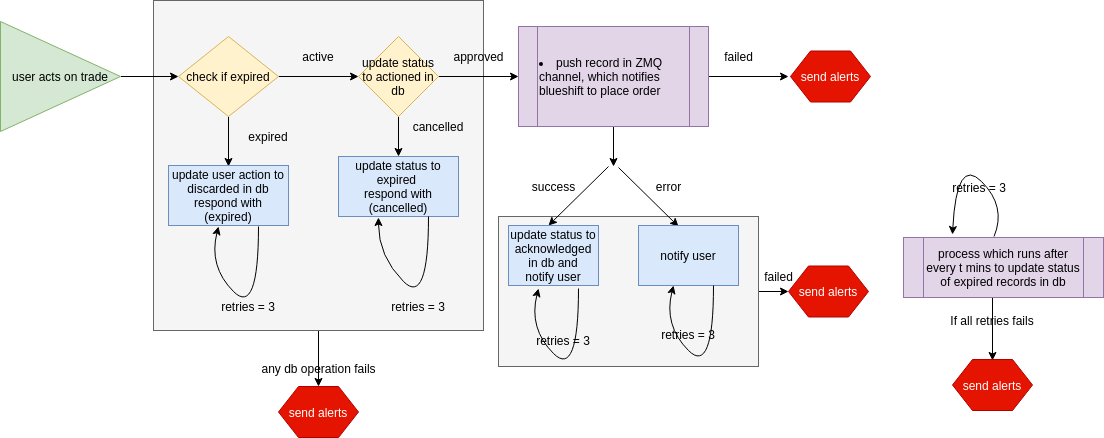 user acts on trade
check if expired
active
update status
to actioned in
db
approved
• push record in ZMQ
channel, which notifies
blueshift to place order
failed
send alerts
expired
cancelled
update user action to
discarded in db
respond with
(expired)
retries = 3
update status to
expired
respond with
(cancelled)
retries = 3
any db operation fails
send alerts
success
error
update status to
acknowledged
in db and
notify user
retries = 3
notify user
retries = 3
failed
send alerts
retries = 3
process which runs after
every t mins to update status
of expired records in db
If all retries fails
send alerts